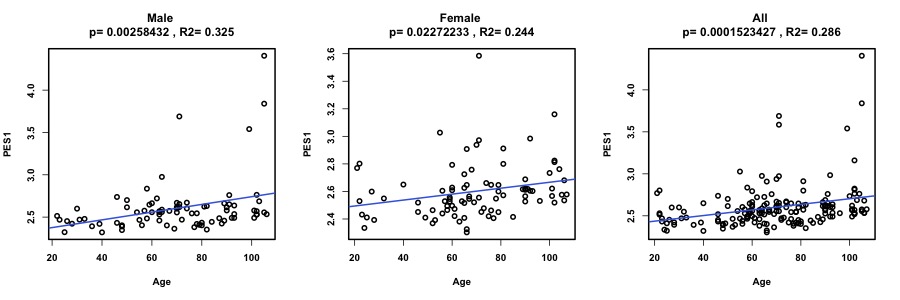 Male
p= 0.00258432 , R2= 0.325
PES1
4.0
3.5
3.0
2.5
20 40 60 80 100
Age
Female
p= 0.02272233 , R2= 0.244
PES1
3.6
3.4
3.2
3.0
2.8
2.6
2.4
20 40 60 80 100
Age
All
p= 0.0001523427 , R2= 0.286
PES1
4.0
3.5
3.0
2.5
20 40 60 80 100
Age